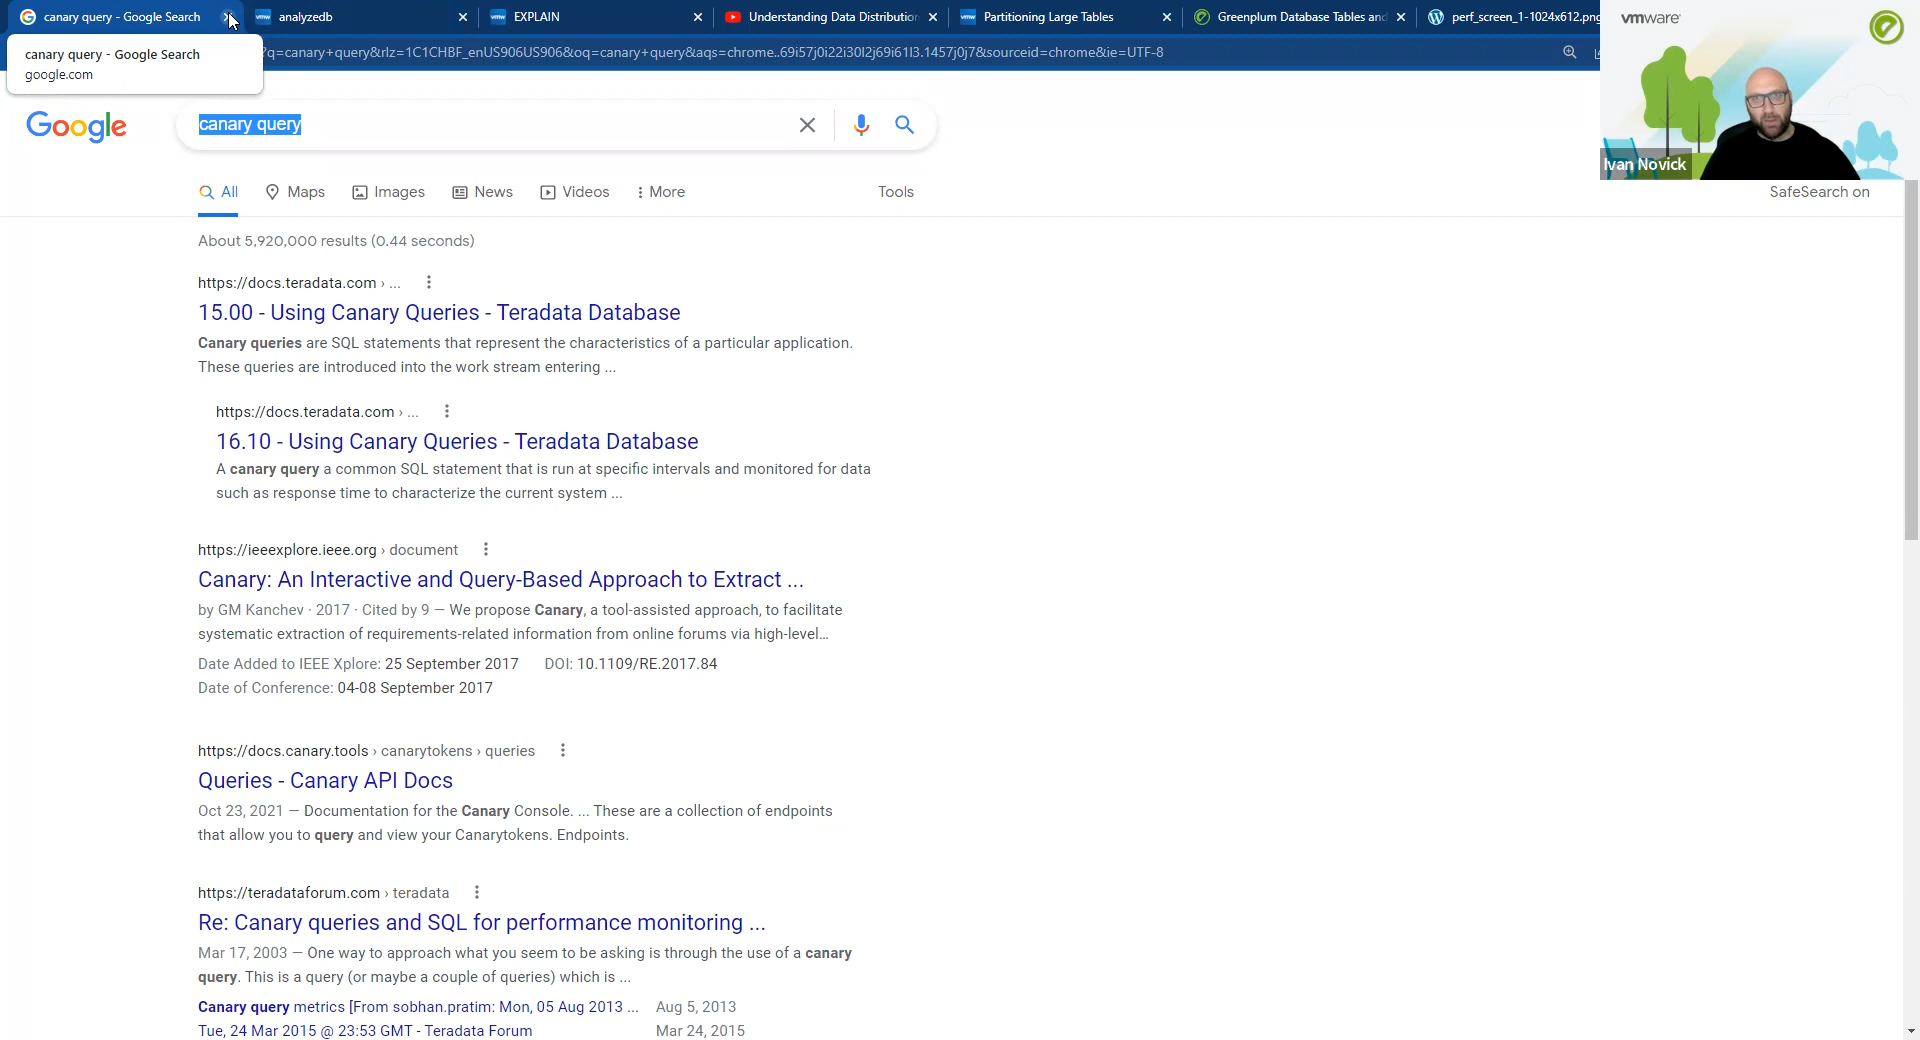 canary query - Google Search
analyzedb
EXPLAIN
Understanding Data Distribution
Partitioning Large Tables
Greenplum Database Tables and
perf_screen_1-1024x612.png
vmware
canary query - Google Search
google.com
?q=canary+query&rlz=1C1CHBF_enUS906US906&oq=canary+query&aqs=chrome..69i57j0i22i30l2j69i61l3.1457j0j7&sourceid=chrome&ie=UTF-8
Google
canary query
Ivan Novick
All
Maps
Images
News
Videos
More
Tools
SafeSearch on
About 5,920,000 results (0.44 seconds)
https://docs.teradata.com › ...
15.00 - Using Canary Queries - Teradata Database
Canary queries are SQL statements that represent the characteristics of a particular application.
These queries are introduced into the work stream entering ...
https://docs.teradata.com › ...
16.10 - Using Canary Queries - Teradata Database
A canary query a common SQL statement that is run at specific intervals and monitored for data
such as response time to characterize the current system ...
https://ieeexplore.ieee.org › document
Canary: An Interactive and Query-Based Approach to Extract ...
by GM Kanchev · 2017 · Cited by 9 — We propose Canary, a tool-assisted approach, to facilitate
systematic extraction of requirements-related information from online forums via high-level...
Date Added to IEEE Xplore: 25 September 2017 DOI: 10.1109/RE.2017.84
Date of Conference: 04-08 September 2017
https://docs.canary.tools › canarytokens › queries
Queries - Canary API Docs
Oct 23, 2021 — Documentation for the Canary Console. ... These are a collection of endpoints
that allow you to query and view your Canarytokens. Endpoints.
https://teradataforum.com › teradata
Re: Canary queries and SQL for performance monitoring ...
Mar 17, 2003 — One way to approach what you seem to be asking is through the use of a canary
query. This is a query (or maybe a couple of queries) which is ...
Canary query metrics [From sobhan.pratim: Mon, 05 Aug 2013 ... Aug 5, 2013
Tue, 24 Mar 2015 @ 23:53 GMT - Teradata Forum Mar 24, 2015